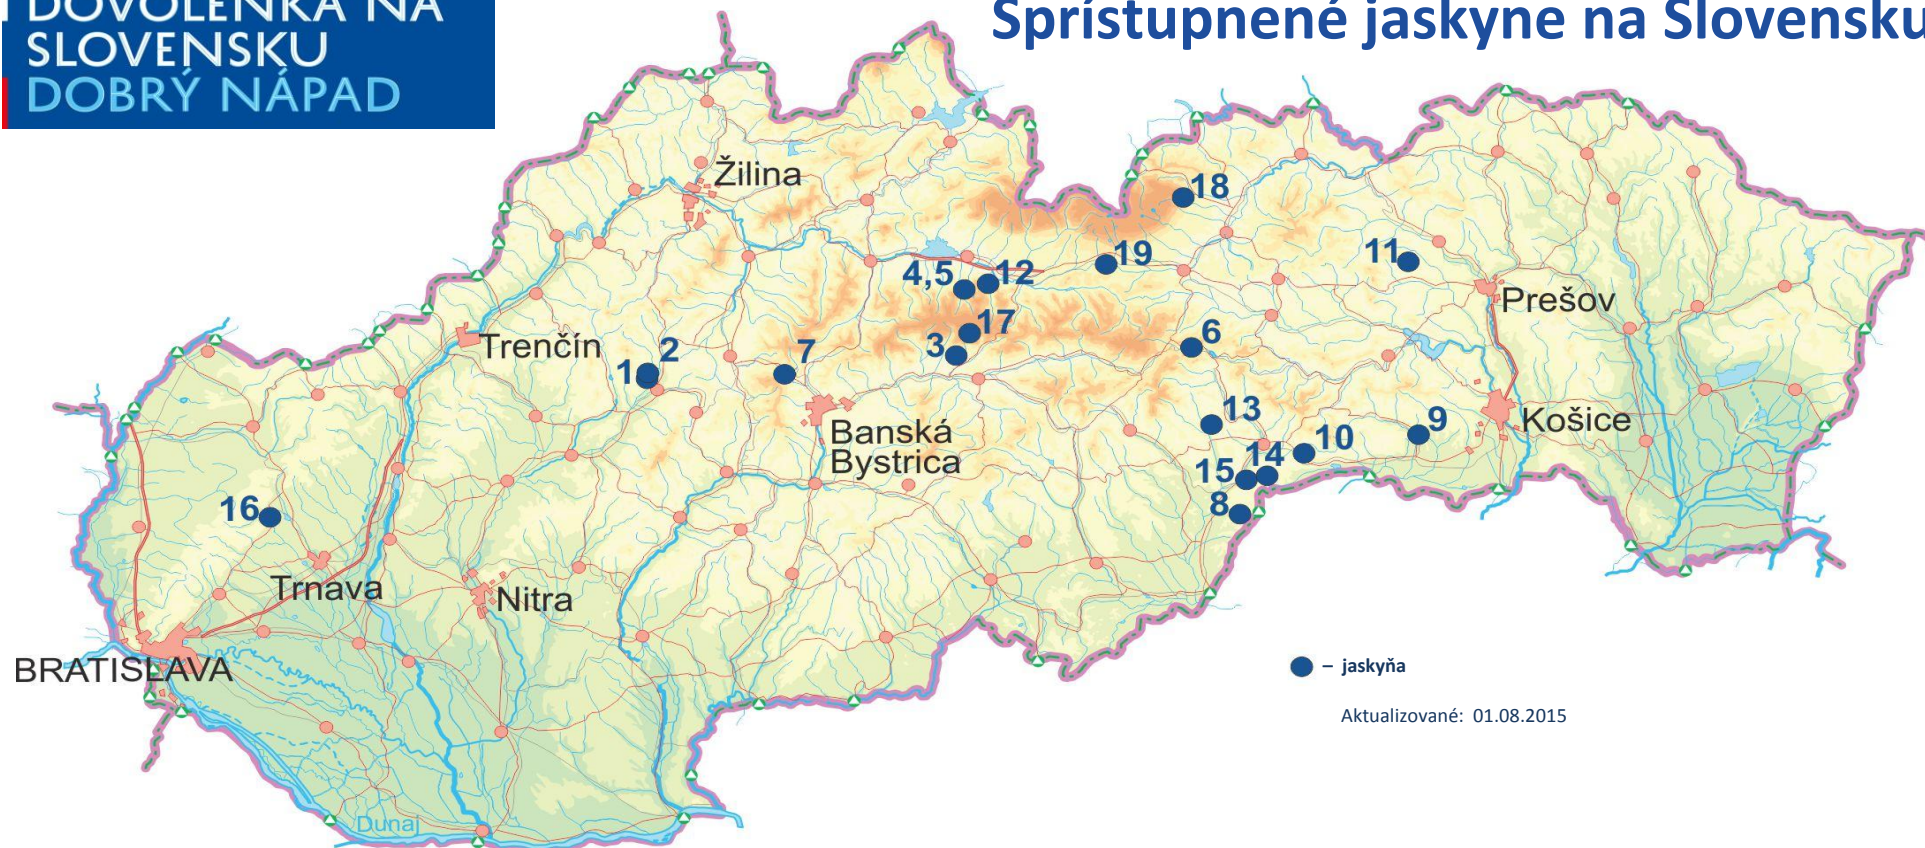 DOVOLENKA NA
SLOVENSKU
DOBRÝ NÁPAD
Sprístupnené jaskyne na Slovensku
Žilina
18
19
11
4,5
12
Prešov
17
Trenčín
2
1
7
3
6
13
Banská
Bystrica
10
9
Košice
15
14
8
16
Trnava
Nitra
BRATISLAVA
– jaskyňa
Aktualizované: 01.08.2015
Dunaj